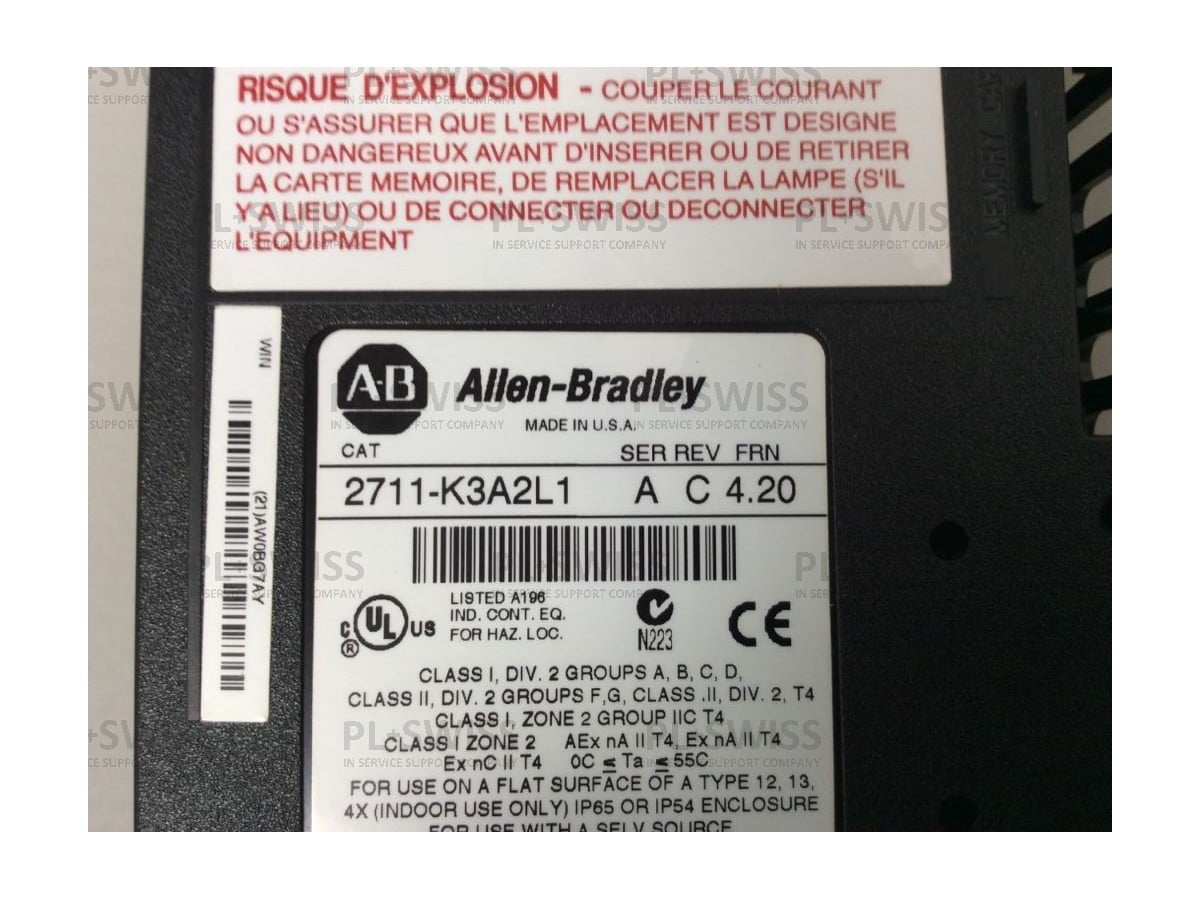 RISQUE D'EXPLOSION - COUPER LE COURANT
OU S'ASSURER QUE L'EMPLACEMENT EST DESIGNE
NON DANGEREUX AVANT D'INSERER OU DE RETIRER
LA CARTE MEMOIRE, DE REMPLACER LA LAMPE (S'IL
Y A LIEU) OU DE CONNECTER OU DECONNECTER
L'EQUIPMENT
MEMORY
WIN
(21)AW0BG7AY
A-B Allen-Bradley
MADE IN U.S.A.
CAT SER REV FRN
2711-K3A2L1 A C 4.20
LISTED A196
IND. CONT. EQ.
FOR HAZ. LOC.
C UL US
®
N223
CE
CLASS I, DIV. 2 GROUPS A, B, C, D,
CLASS II, DIV. 2 GROUPS F,G, CLASS .II, DIV. 2, T4
CLASS I, ZONE 2 GROUP IIC T4
CLASS I ZONE 2 AEx nA II T4, Ex nA II T4
Ex nC II T4 0C ≤ Ta ≤ 55C
FOR USE ON A FLAT SURFACE OF A TYPE 12, 13,
4X (INDOOR USE ONLY) IP65 OR IP54 ENCLOSURE
FOR USE WITH A SELV SOURCE
PL+SWISS
IN SERVICE SUPPORT COMPANY